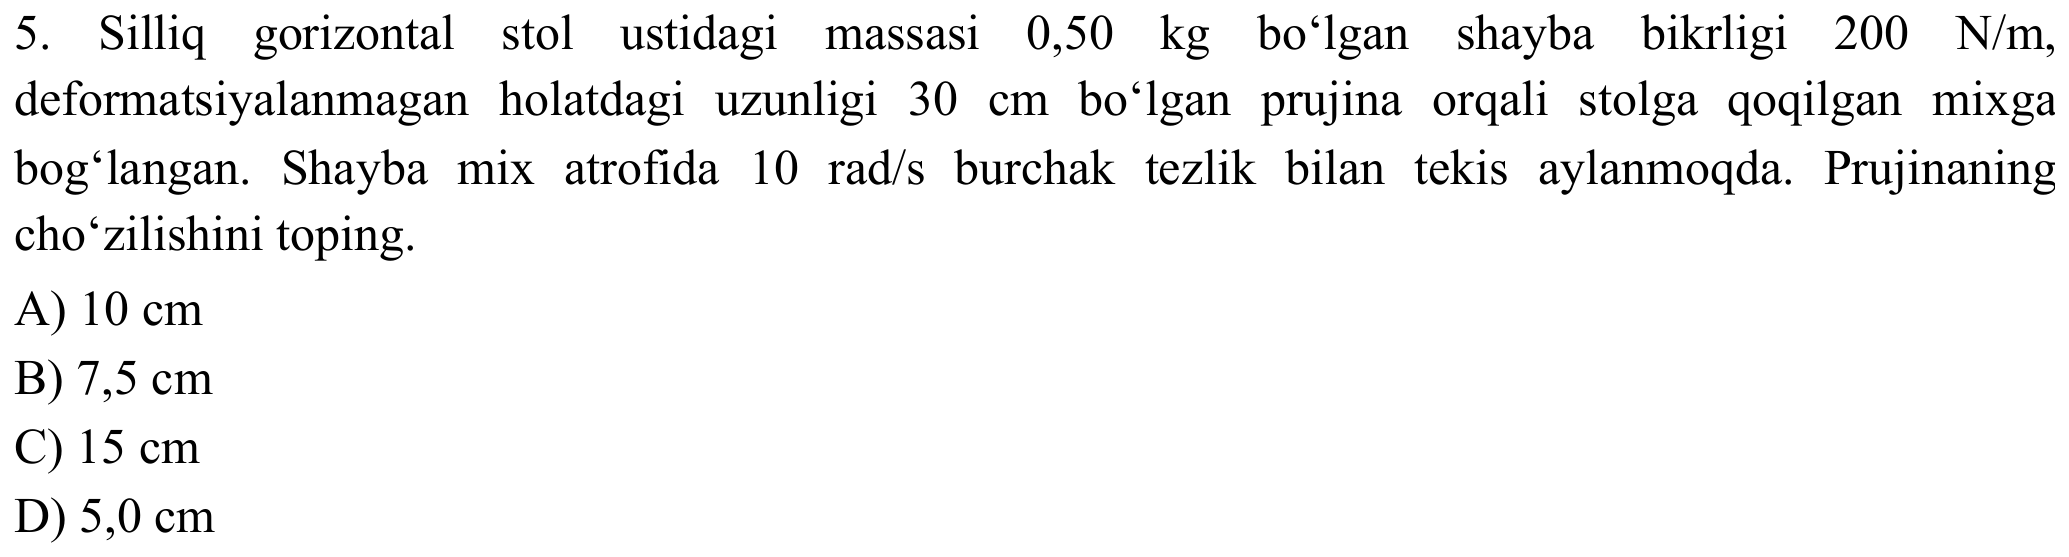 5. Silliq gorizontal stol ustidagi massasi 0,50 kg bo‘lgan shayba bikrligi 200 N/m,
deformatsiyalanmagan holatdagi uzunligi 30 cm bo‘lgan prujina orqali stolga qoqilgan mixga
bog‘langan. Shayba mix atrofida 10 rad/s burchak tezlik bilan tekis aylanmoqda. Prujinaning
cho‘zilishini toping.
A) 10 cm
B) 7,5 cm
C) 15 cm
D) 5,0 cm